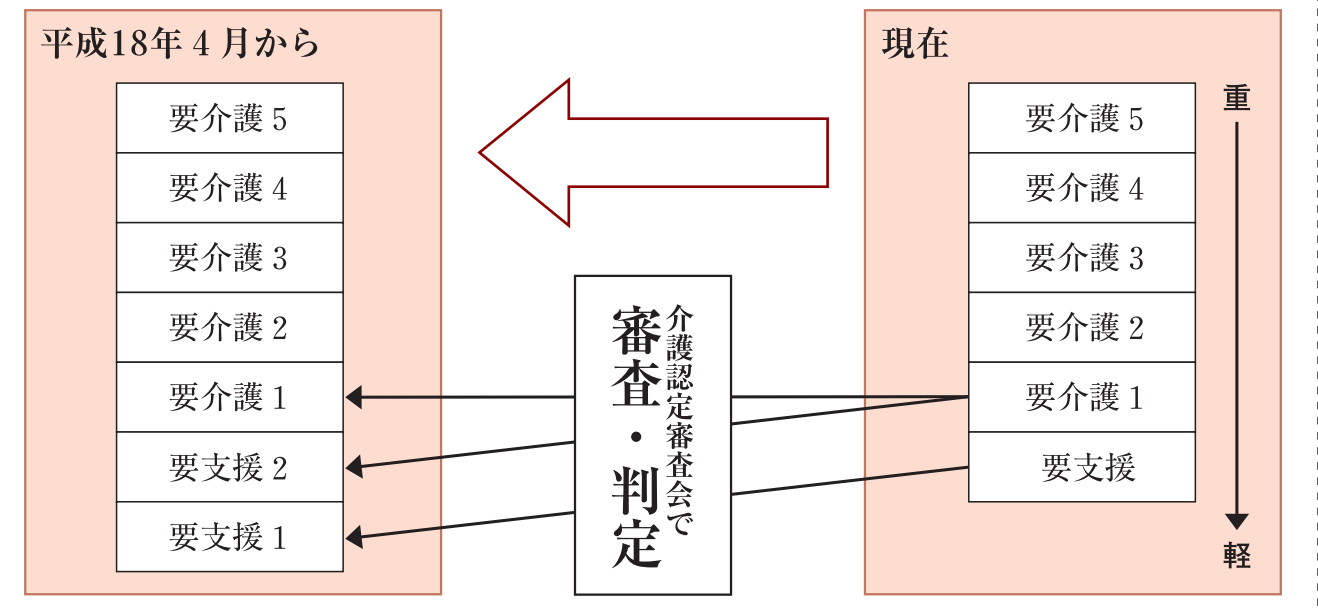 平成18年４月から
要介護５
要介護４
要介護３
要介護２
要介護１
要支援２
要支援１
介護認定審査会で
審査・判定
現在
要介護５
要介護４
要介護３
要介護２
要介護１
要支援
重
軽